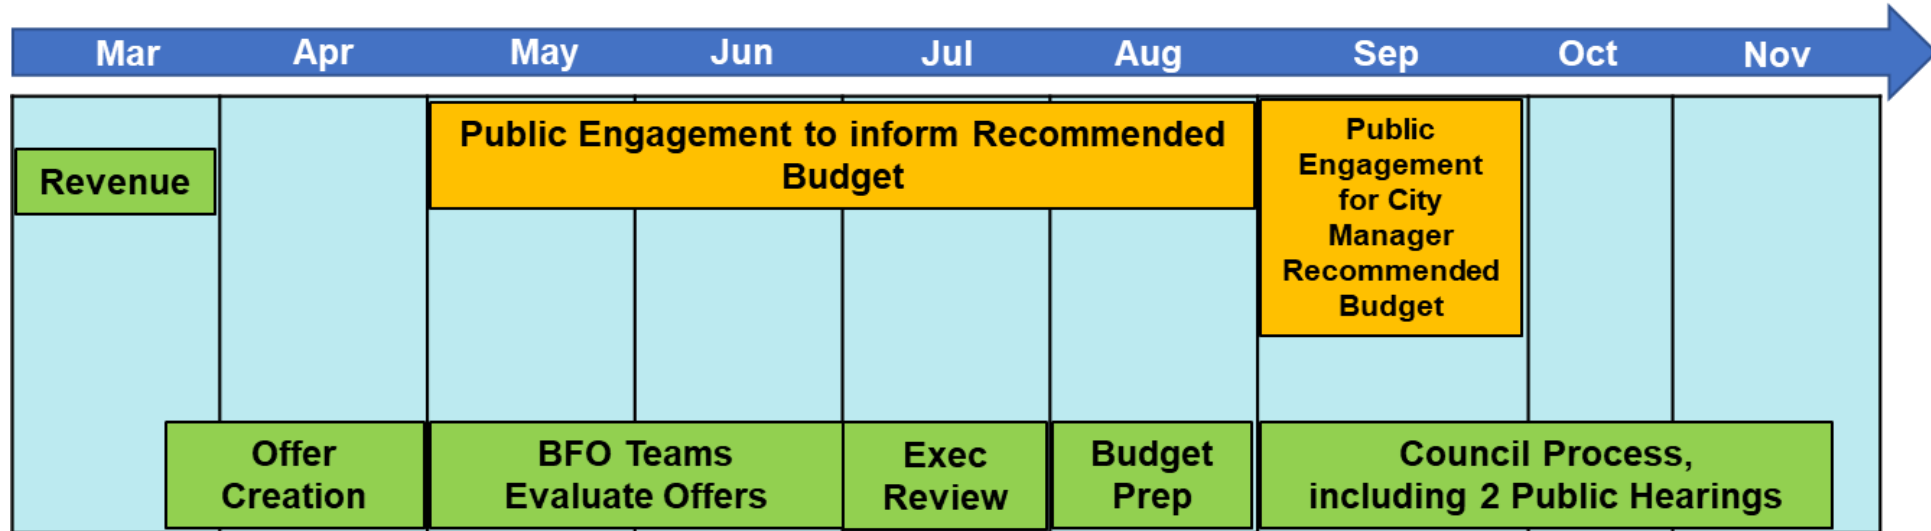 Mar Apr May Jun Jul Aug Sep Oct Nov
Revenue
Public Engagement to inform Recommended
Budget
Public
Engagement
for City
Manager
Recommended
Budget
Offer
Creation
BFO Teams
Evaluate Offers
Exec
Review
Budget
Prep
Council Process,
including 2 Public Hearings